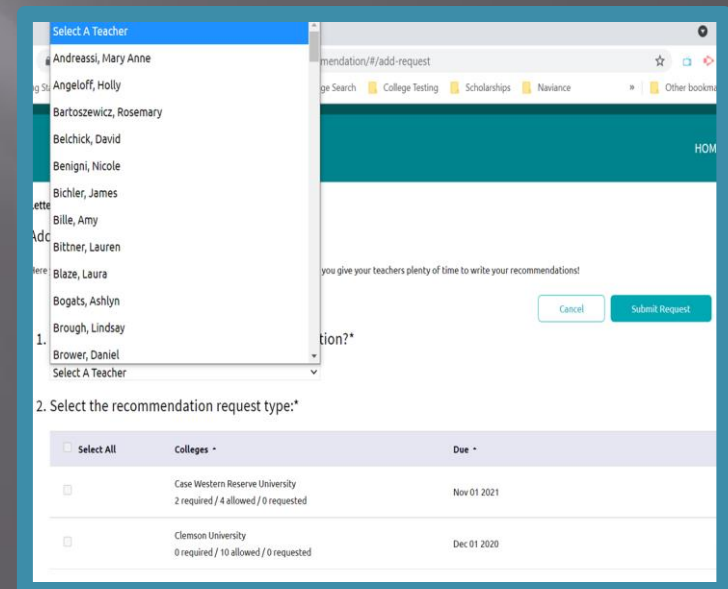 Select A Teacher
Andreassi, Mary Anne
Angeloff, Holly
Bartoszewicz, Rosemary
Belchick, David
Benigni, Nicole
Bichler, James
Bille, Amy
Bittner, Lauren
Blaze, Laura
Bogats, Ashlyn
Brough, Lindsay
Brower, Daniel
mendation/#/add-request
ge Search College Testing Scholarships Naviance » Other bookma
HOM
Lette
Add
Here you give your teachers plenty of time to write your recommendations!
Cancel Submit Request
1. tion?*
Select A Teacher
2. Select the recommendation request type:*
Select All Colleges Due
Case Western Reserve University
2 required / 4 allowed / 0 requested
Nov 01 2021
Clemson University
0 required / 10 allowed / 0 requested
Dec 01 2020